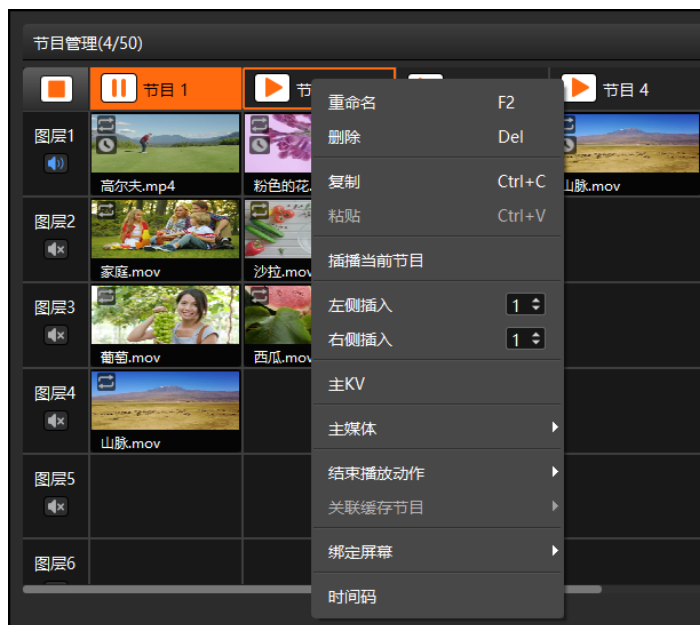 节目管理(4/50)
节目 1
节
节目 4
图层1
高尔夫.mp4
粉色的花.
山脉.mov
图层2
家庭.mov
沙拉.mov
图层3
葡萄.mov
西瓜.mov
图层4
山脉.mov
图层5
图层6
重命名 F2
删除 Del
复制 Ctrl+C
粘贴 Ctrl+V
插播当前节目
左侧插入 1
右侧插入 1
主KV
主媒体
结束播放动作
关联缓存节目
绑定屏幕
时间码